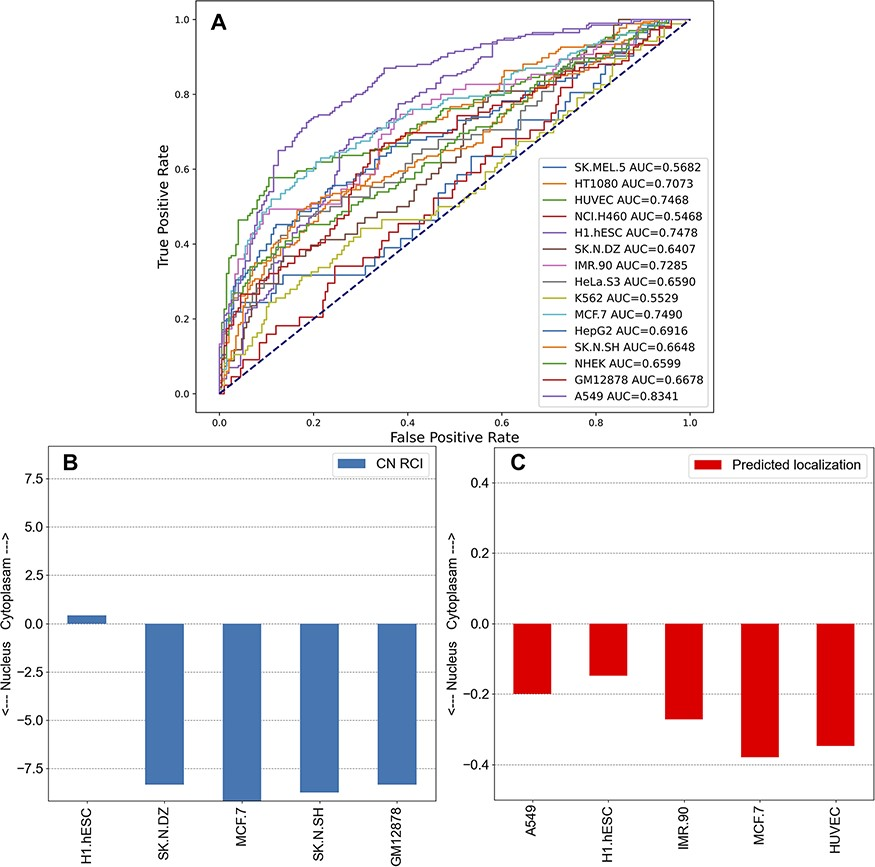 A
1.0
0.8
0.6
0.4
0.2
0.0
True Positive Rate
SK.MEL.5 AUC=0.5682
HT1080 AUC=0.7073
HUVEC AUC=0.7468
NCI.H460 AUC=0.5468
H1.hESC AUC=0.7478
SK.N.DZ AUC=0.6407
IMR.90 AUC=0.7285
HeLa.S3 AUC=0.6590
K562 AUC=0.5529
MCF.7 AUC=0.7490
HepG2 AUC=0.6916
SK.N.SH AUC=0.6648
NHEK AUC=0.6599
GM12878 AUC=0.6678
A549 AUC=0.8341
0.0 0.2 0.4 0.6 0.8 1.0
False Positive Rate
B
CN RCI
7.5
5.0
2.5
0.0
−2.5
−5.0
−7.5
<--- Nucleus Cytoplasam --->
H1.hESC
SK.N.DZ
MCF.7
SK.N.SH
GM12878
C
Predicted localization
0.4
0.2
0.0
−0.2
−0.4
<--- Nucleus Cytoplasam --->
A549
H1.hESC
IMR.90
MCF.7
HUVEC